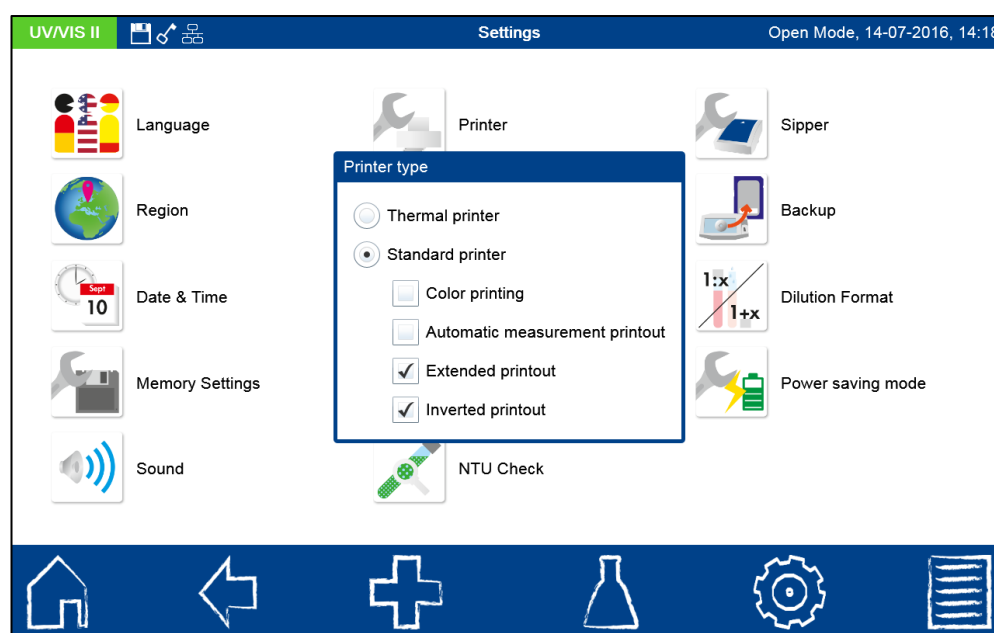 UV/VIS II
Settings
Open Mode, 14-07-2016, 14:18
Language
Printer
Sipper
Printer type
Thermal printer
Standard printer
Color printing
Automatic measurement printout
Extended printout
Inverted printout
Region
Backup
Sept
10
Date & Time
1:x
1+x
Dilution Format
Memory Settings
Power saving mode
Sound
NTU Check